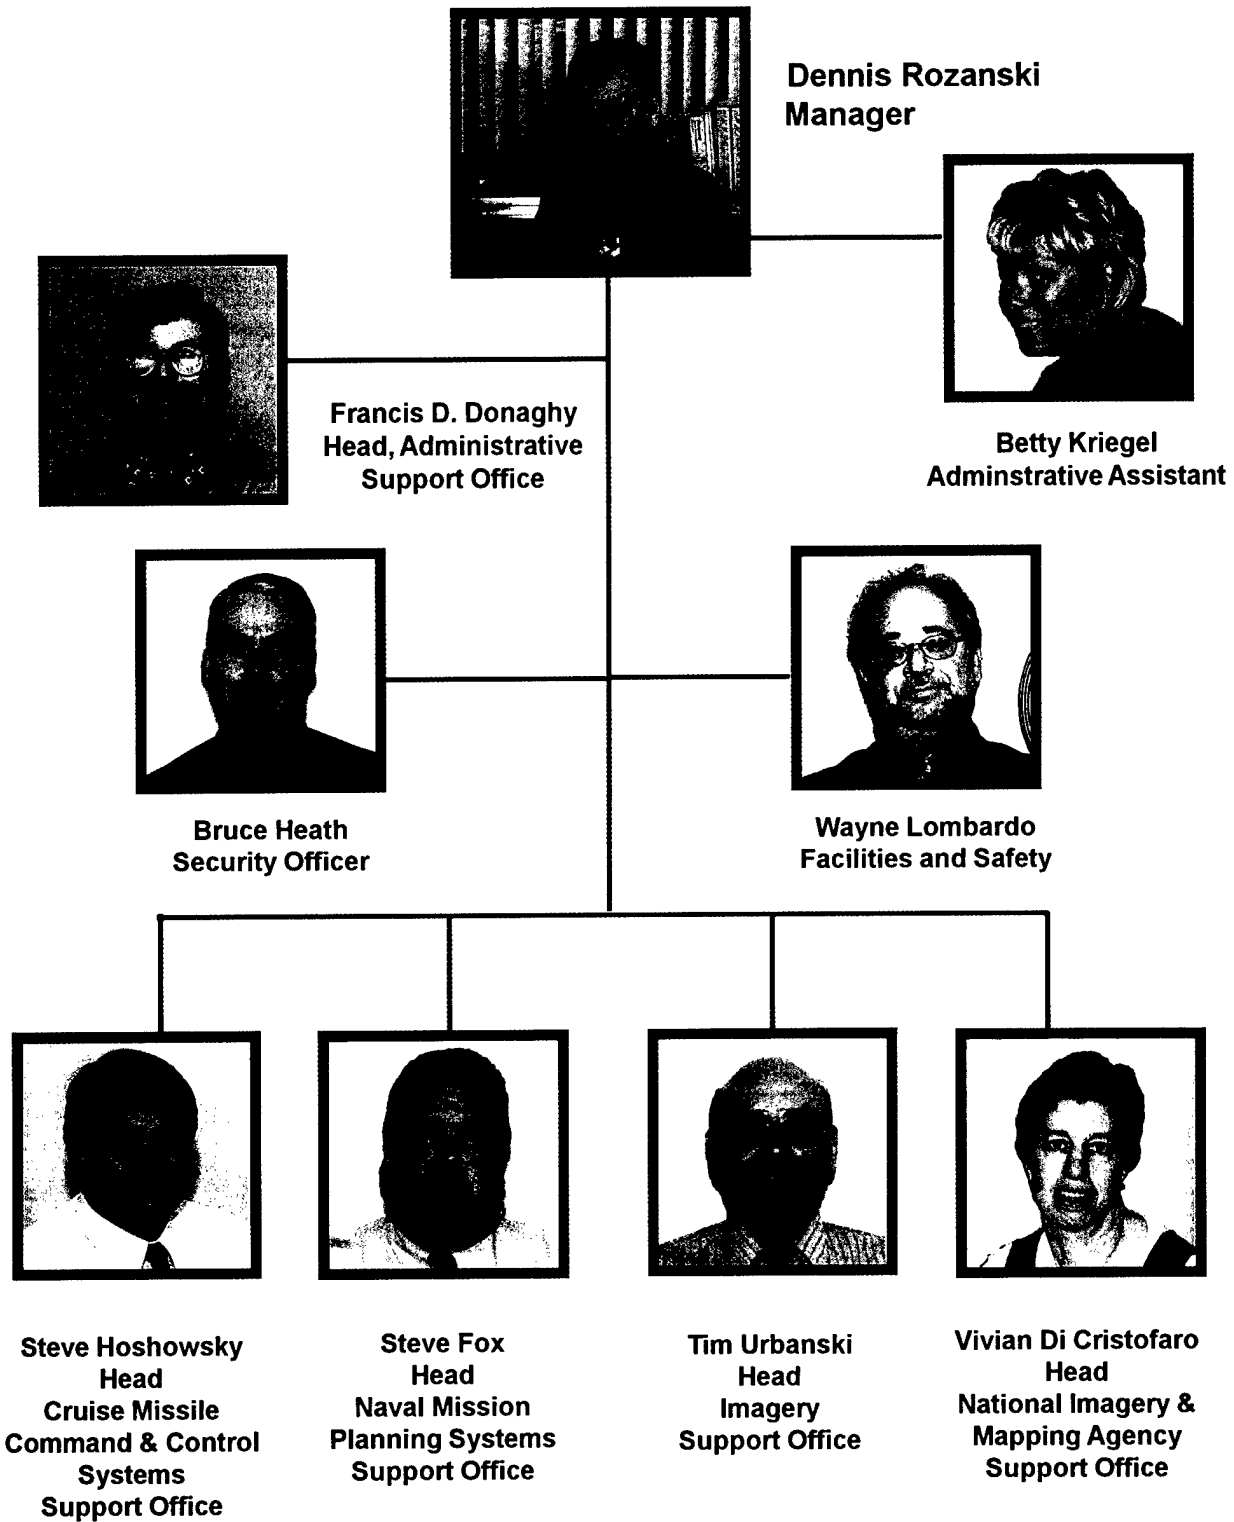 Dennis Rozanski
Manager
Francis D. Donaghy
Head, Administrative
Support Office
Betty Kriegel
Adminstrative Assistant
Bruce Heath
Security Officer
Wayne Lombardo
Facilities and Safety
Steve Hoshowsky
Head
Cruise Missile
Command & Control
Systems
Support Office
Steve Fox
Head
Naval Mission
Planning Systems
Support Office
Tim Urbanski
Head
Imagery
Support Office
Vivian Di Cristofaro
Head
National Imagery &
Mapping Agency
Support Office